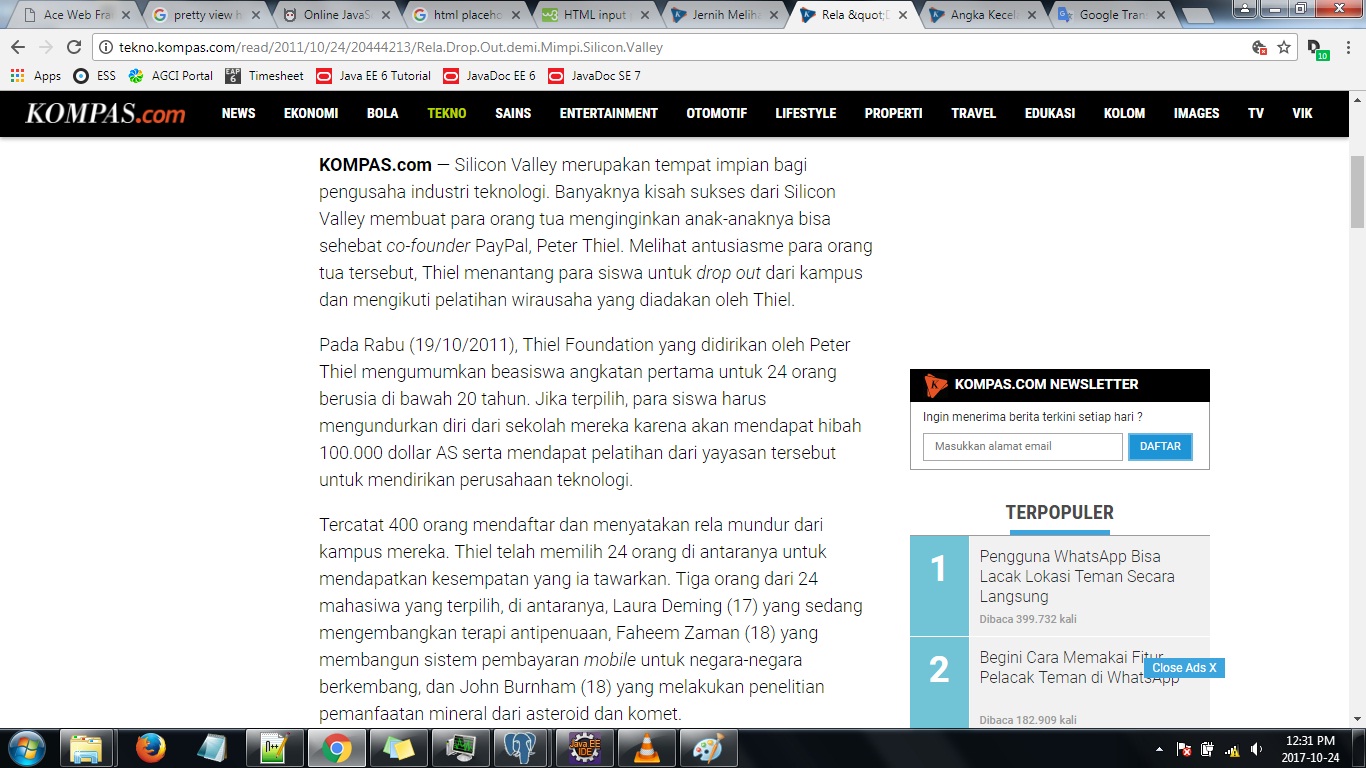 Ace Web Fra
pretty view h
Online JavaS
html placeho
HTML input
Jernih Meliha
Rela &quot;D
Angka Kecela
Google Tran
tekno.kompas.com/read/2011/10/24/20444213/Rela.Drop.Out.demi.Mimpi.Silicon.Valley
10
Apps ESS AGCI Portal EAP 6 Timesheet Java EE 6 Tutorial JavaDoc EE 6 JavaDoc SE 7
KOMPAS.com NEWS EKONOMI BOLA TEKNO SAINS ENTERTAINMENT OTOMOTIF LIFESTYLE PROPERTI TRAVEL EDUKASI KOLOM IMAGES TV VIK
KOMPAS.com — Silicon Valley merupakan tempat impian bagi
pengusaha industri teknologi. Banyaknya kisah sukses dari Silicon
Valley membuat para orang tua menginginkan anak-anaknya bisa
sehebat co-founder PayPal, Peter Thiel. Melihat antusiasme para orang
tua tersebut, Thiel menantang para siswa untuk drop out dari kampus
dan mengikuti pelatihan wirausaha yang diadakan oleh Thiel.
Pada Rabu (19/10/2011), Thiel Foundation yang didirikan oleh Peter
Thiel mengumumkan beasiswa angkatan pertama untuk 24 orang
berusia di bawah 20 tahun. Jika terpilih, para siswa harus
mengundurkan diri dari sekolah mereka karena akan mendapat hibah
100.000 dollar AS serta mendapat pelatihan dari yayasan tersebut
untuk mendirikan perusahaan teknologi.
Tercatat 400 orang mendaftar dan menyatakan rela mundur dari
kampus mereka. Thiel telah memilih 24 orang di antaranya untuk
mendapatkan kesempatan yang ia tawarkan. Tiga orang dari 24
mahasiwa yang terpilih, di antaranya, Laura Deming (17) yang sedang
mengembangkan terapi antipenuaan, Faheem Zaman (18) yang
membangun sistem pembayaran mobile untuk negara-negara
berkembang, dan John Burnham (18) yang melakukan penelitian
pemanfaatan mineral dari asteroid dan komet.
KOMPAS.COM NEWSLETTER
Ingin menerima berita terkini setiap hari ?
Masukkan alamat email DAFTAR
TERPOPULER
1
Pengguna WhatsApp Bisa
Lacak Lokasi Teman Secara
Langsung
Dibaca 399.732 kali
2
Begini Cara Memakai Fitur
Pelacak Teman di WhatsApp
Close Ads X
Dibaca 182.909 kali
Java EE
IDE
12:31 PM
2017-10-24